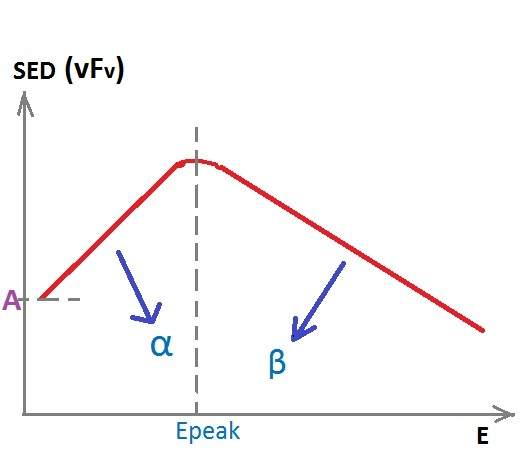 SED (vFv)
A
α
β
Epeak
E